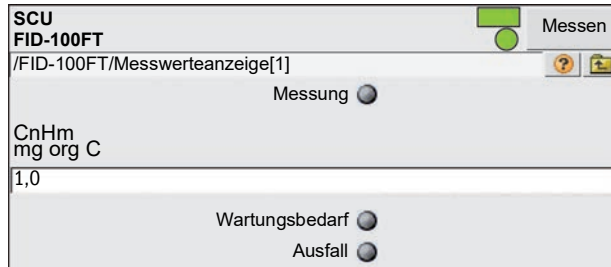 SCU
FID-100FT
Messen
/FID-100FT/Messwerteanzeige[1]
?
Messung
CnHm
mg org C
1,0
Wartungsbedarf
Ausfall